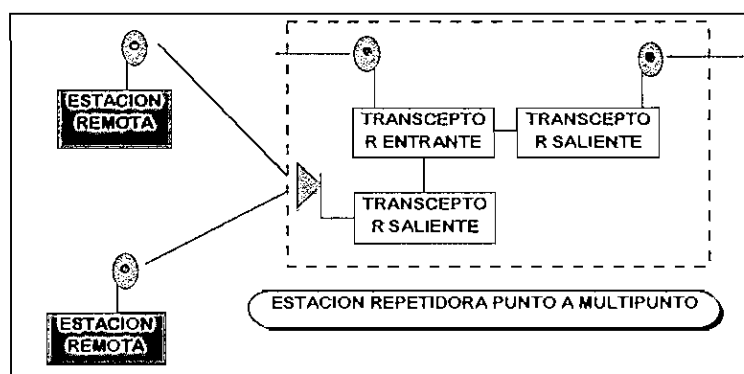 ESTACION
REMOTA
TRANSCEPTO
R ENTRANTE
TRANSCEPTO
R SALIENTE
TRANSCEPTO
R SALIENTE
ESTACION
REMOTA
ESTACION REPETIDORA PUNTO A MULTIPUNTO